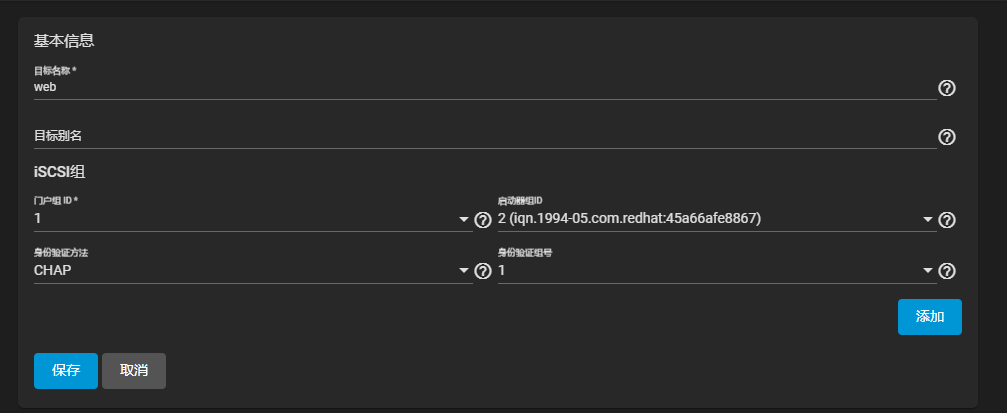 基本信息
目标名称 *
web
目标别名
iSCSI组
门户组 ID *
启动器组ID
1
2 (iqn.1994-05.com.redhat:45a66afe8867)
身份验证方法
身份验证组号
CHAP
1
添加
保存
取消